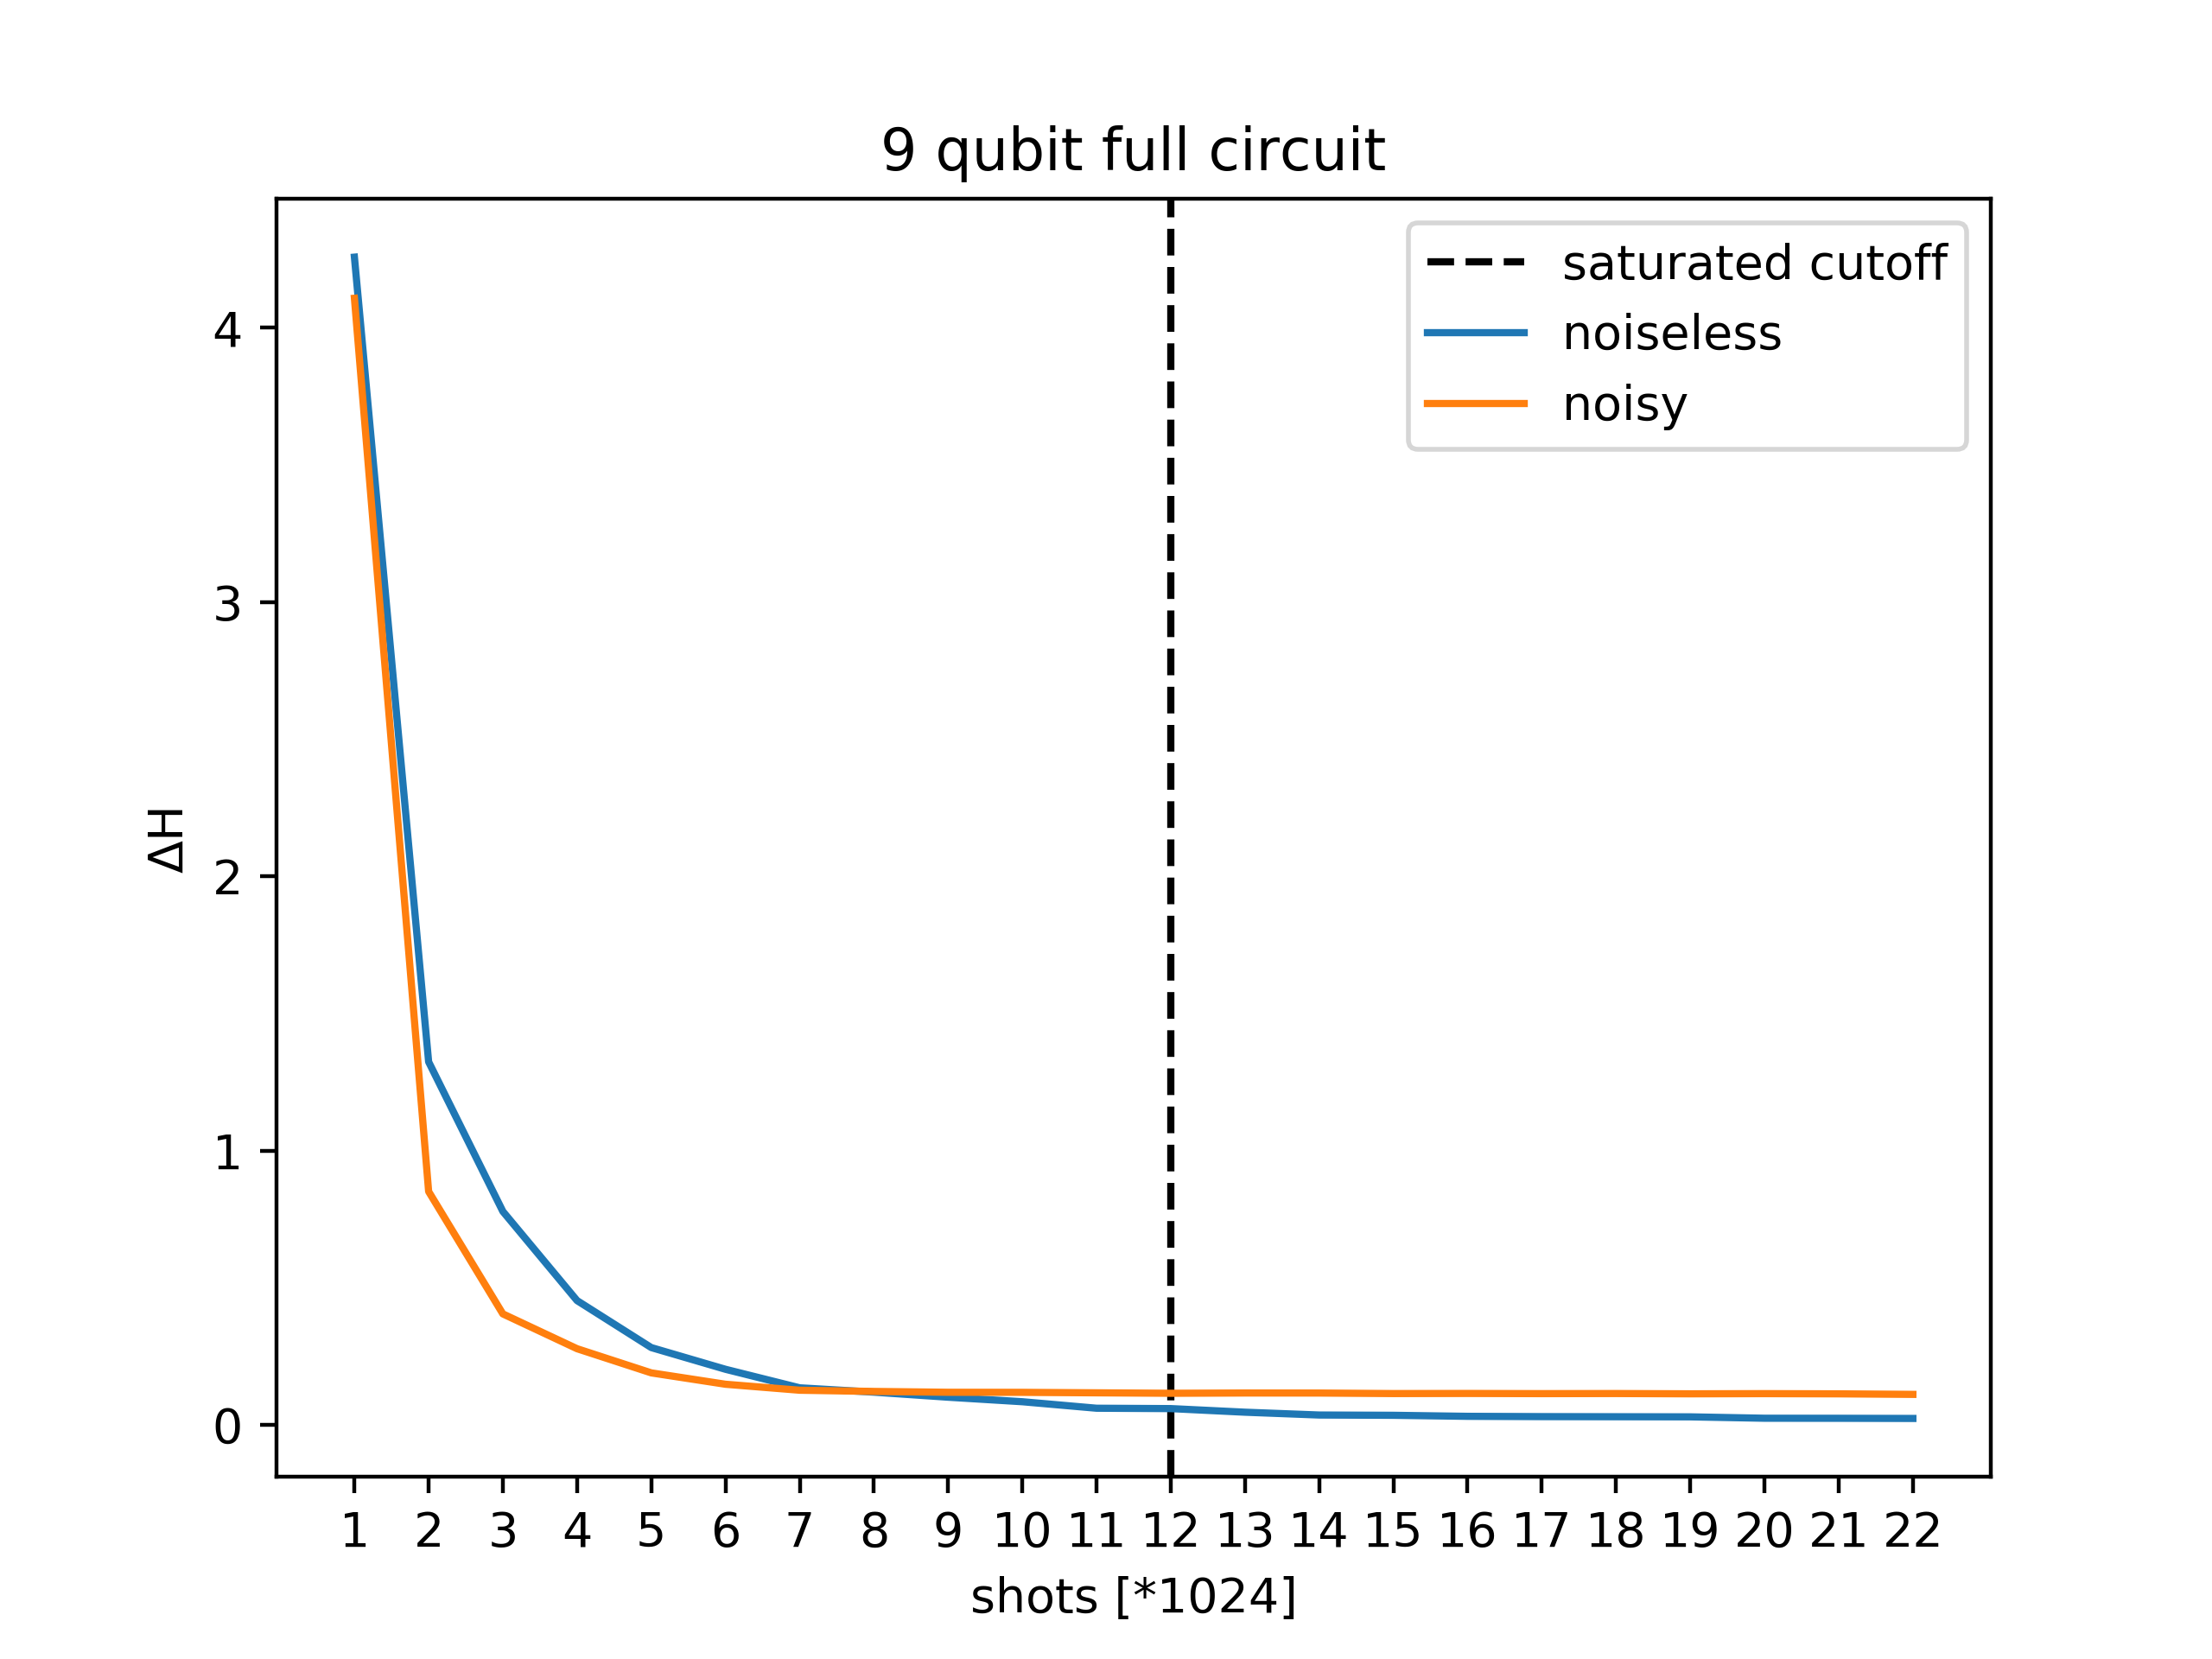 9 qubit full circuit
saturated cutoff
noiseless
noisy
4
3
2
1
0
ΔH
1 2 3 4 5 6 7 8 9 10 11 12 13 14 15 16 17 18 19 20 21 22
shots [*1024]